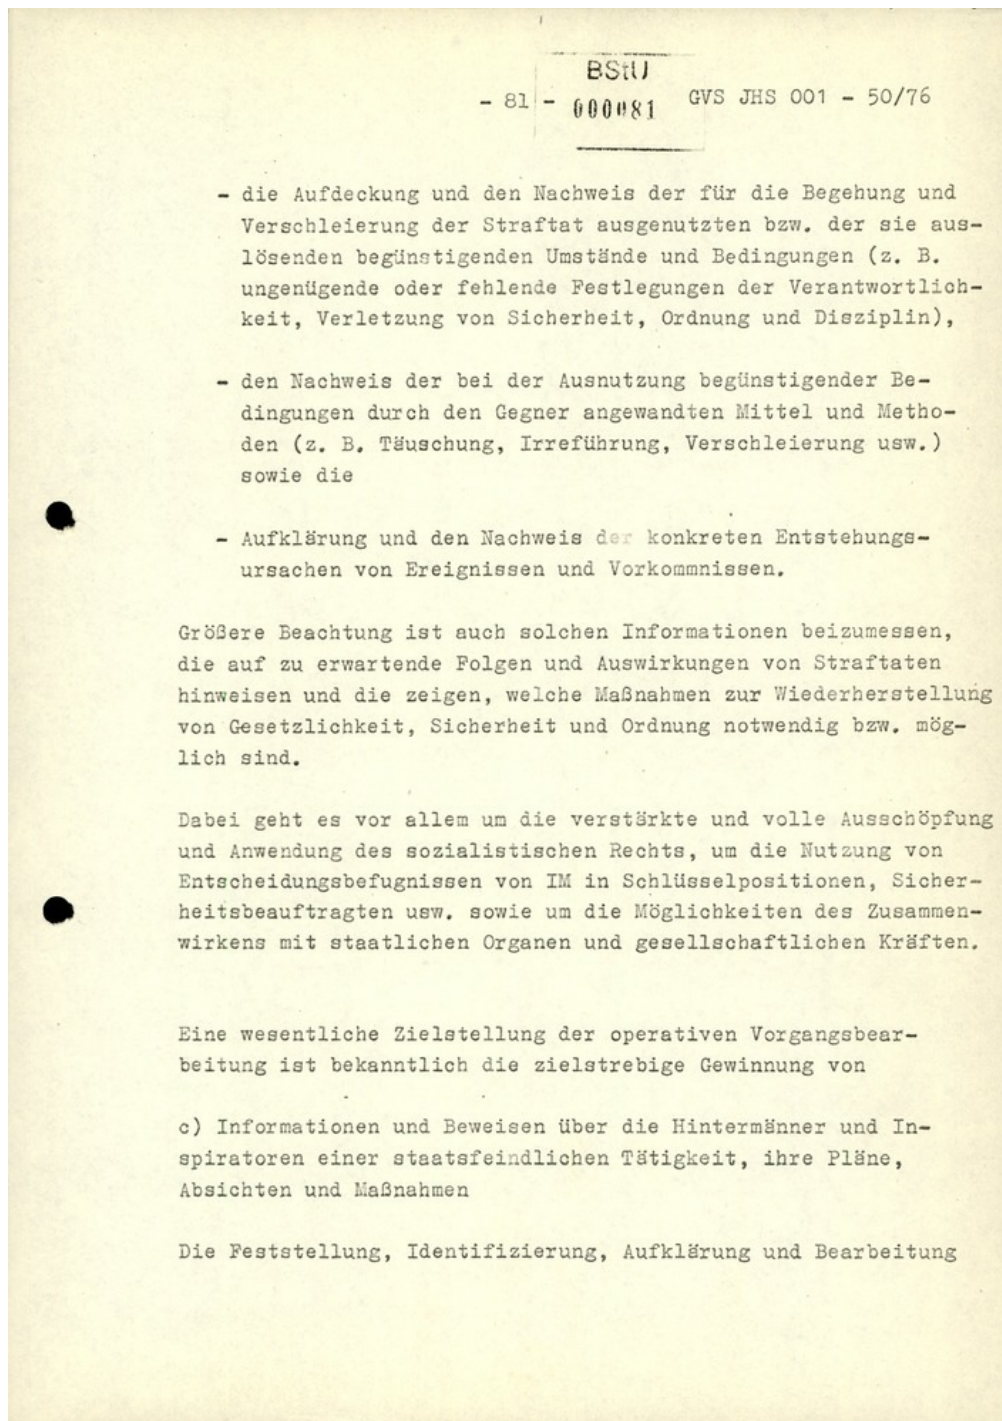 BStU
- 81 - 000081 GVS JHS 001 - 50/76
- die Aufdeckung und den Nachweis der für die Begehung und
Verschleierung der Straftat ausgenutzten bzw. der sie aus-
lösenden begünstigenden Umstände und Bedingungen (z. B.
ungenügende oder fehlende Festlegungen der Verantwortlich-
keit, Verletzung von Sicherheit, Ordnung und Disziplin),
- den Nachweis der bei der Ausnutzung begünstigender Be-
dingungen durch den Gegner angewandten Mittel und Metho-
den (z. B. Täuschung, Irreführung, Verschleierung usw.)
sowie die
- Aufklärung und den Nachweis der konkreten Entstehungs-
ursachen von Ereignissen und Vorkommnissen.
Größere Beachtung ist auch solchen Informationen beizumessen,
die auf zu erwartende Folgen und Auswirkungen von Straftaten
hinweisen und die zeigen, welche Maßnahmen zur Wiederherstellung
von Gesetzlichkeit, Sicherheit und Ordnung notwendig bzw. mög-
lich sind.
Dabei geht es vor allem um die verstärkte und volle Ausschöpfung
und Anwendung des sozialistischen Rechts, um die Nutzung von
Entscheidungsbefugnissen von IM in Schlüsselpositionen, Sicher-
heitsbeauftragten usw. sowie um die Möglichkeiten des Zusammen-
wirkens mit staatlichen Organen und gesellschaftlichen Kräften.
Eine wesentliche Zielstellung der operativen Vorgangsbear-
beitung ist bekanntlich die zielstrebige Gewinnung von
c) Informationen und Beweisen über die Hintermänner und In-
spiratoren einer staatsfeindlichen Tätigkeit, ihre Pläne,
Absichten und Maßnahmen
Die Feststellung, Identifizierung, Aufklärung und Bearbeitung